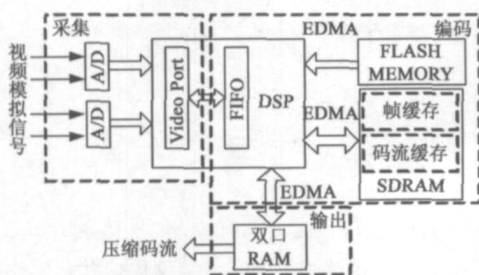 采集
EDMA
编码
视频模拟信号
A/D
A/D
Video Port
FIFO
DSP
FLASH
MEMORY
EDMA
帧缓存
码流缓存
SDRAM
EDMA
输出
压缩码流
双口
RAM